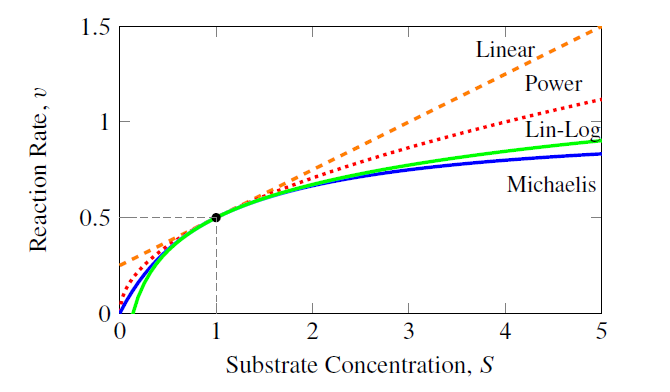 1.5
Linear
Power
1
Lin-Log
Michaelis
0.5
0
0 1 2 3 4 5
Reaction Rate, v
Substrate Concentration, S